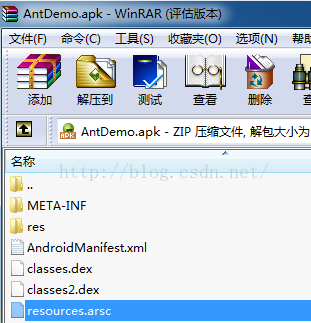 AntDemo.apk - WinRAR (评估版本)
文件(F) 命令(C) 工具(S) 收藏夹(O) 选项(N)
添加 解压到 测试 查看 删除
AntDemo.apk - ZIP 压缩文件, 解包大小为
名称
http://blog.csdn.net/
..
META-INF
res
AndroidManifest.xml
classes.dex
classes2.dex
resources.arsc